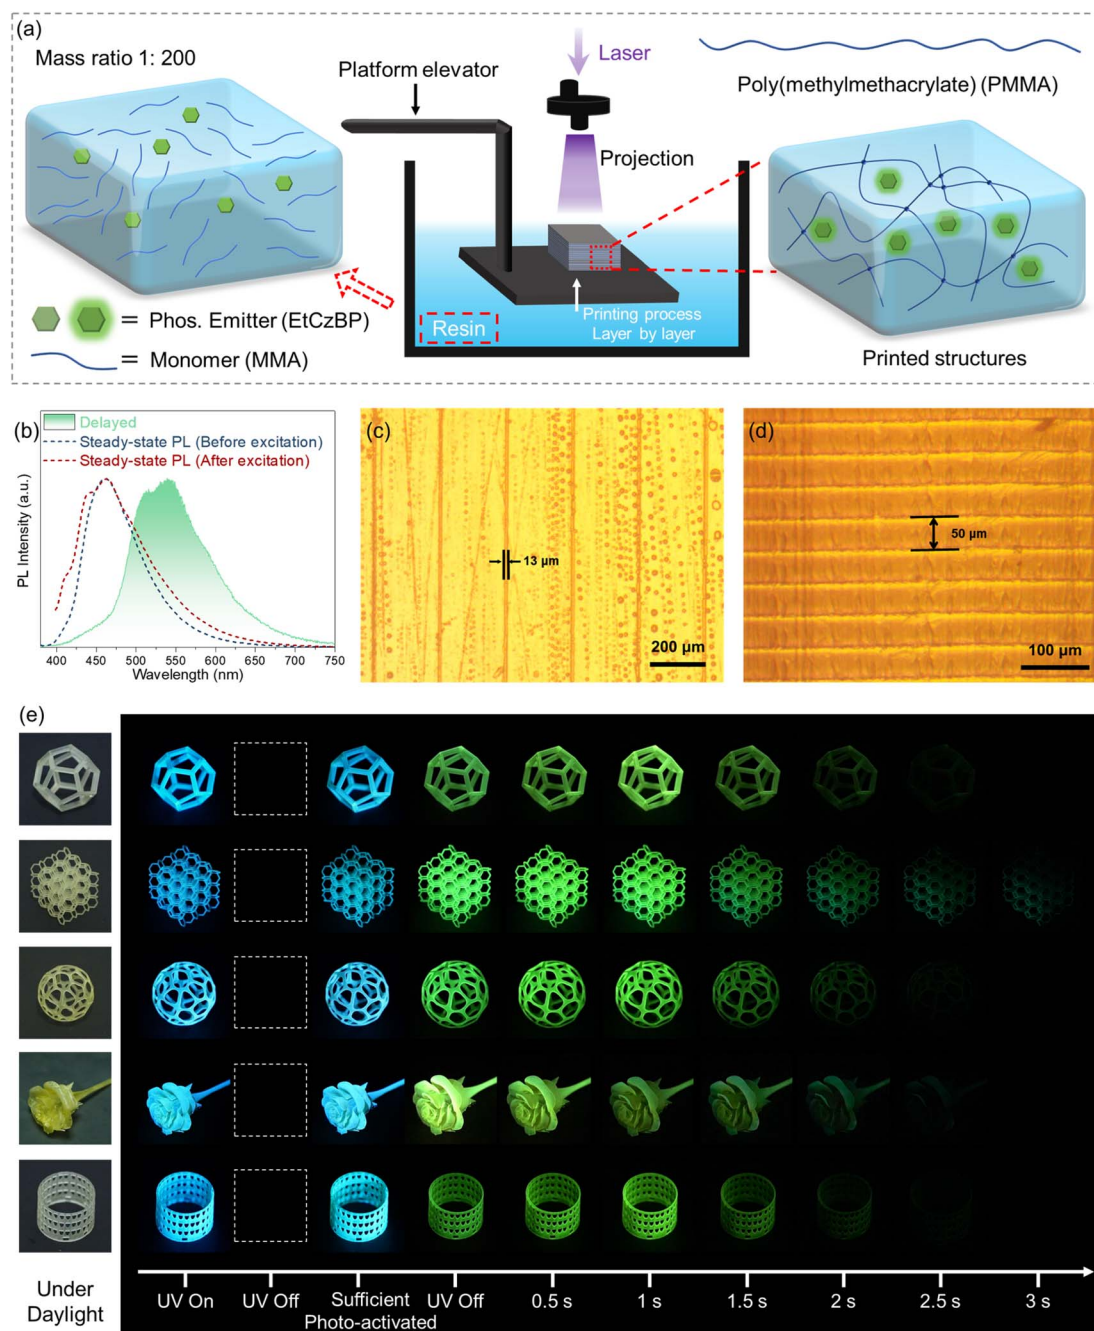 (a)
Mass ratio 1: 200
Platform elevator
Laser
Projection
Poly(methylmethacrylate) (PMMA)
Resin
Printing process
Layer by layer
= Phos. Emitter (EtCzBP)
= Monomer (MMA)
Printed structures
(b)
Delayed
Steady-state PL (Before excitation)
Steady-state PL (After excitation)
PL Intensity (a.u.)
400 450 500 550 600 650 700 750
Wavelength (nm)
(c)
13 μm
200 μm
(d)
50 μm
100 μm
(e)
Under
Daylight
UV On
UV Off
Sufficient
Photo-activated
UV Off
0.5 s
1 s
1.5 s
2 s
2.5 s
3 s